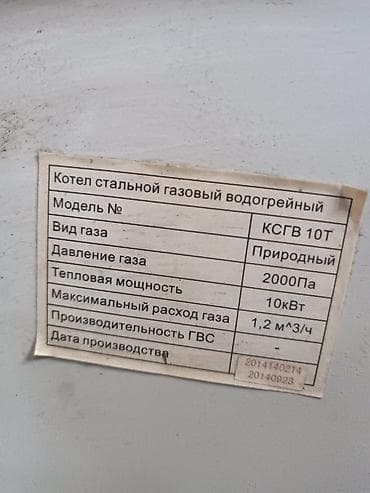 Котел стальной газовый водогрейный
Модель № КСГВ 10Т
Вид газа Природный
Давление газа 2000Па
Тепловая мощность 10кВт
Максимальный расход газа 1,2 м^3/ч
Производительность ГВС -
Дата производства 2014140214
20140923